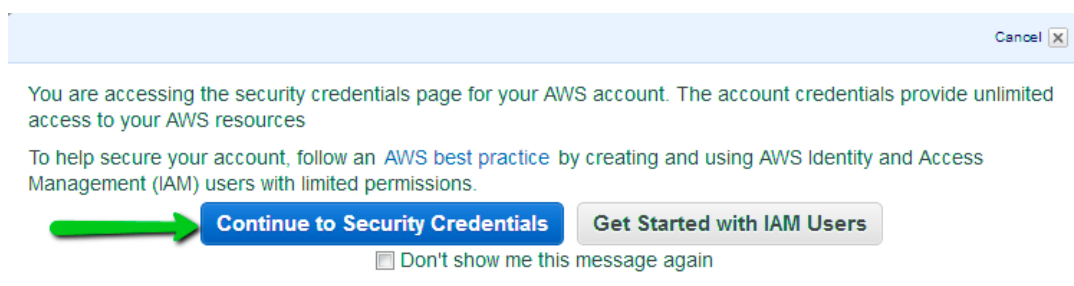 Cancel
You are accessing the security credentials page for your AWS account. The account credentials provide unlimited
access to your AWS resources
To help secure your account, follow an AWS best practice by creating and using AWS Identity and Access
Management (IAM) users with limited permissions.
Continue to Security Credentials Get Started with IAM Users
Don't show me this message again